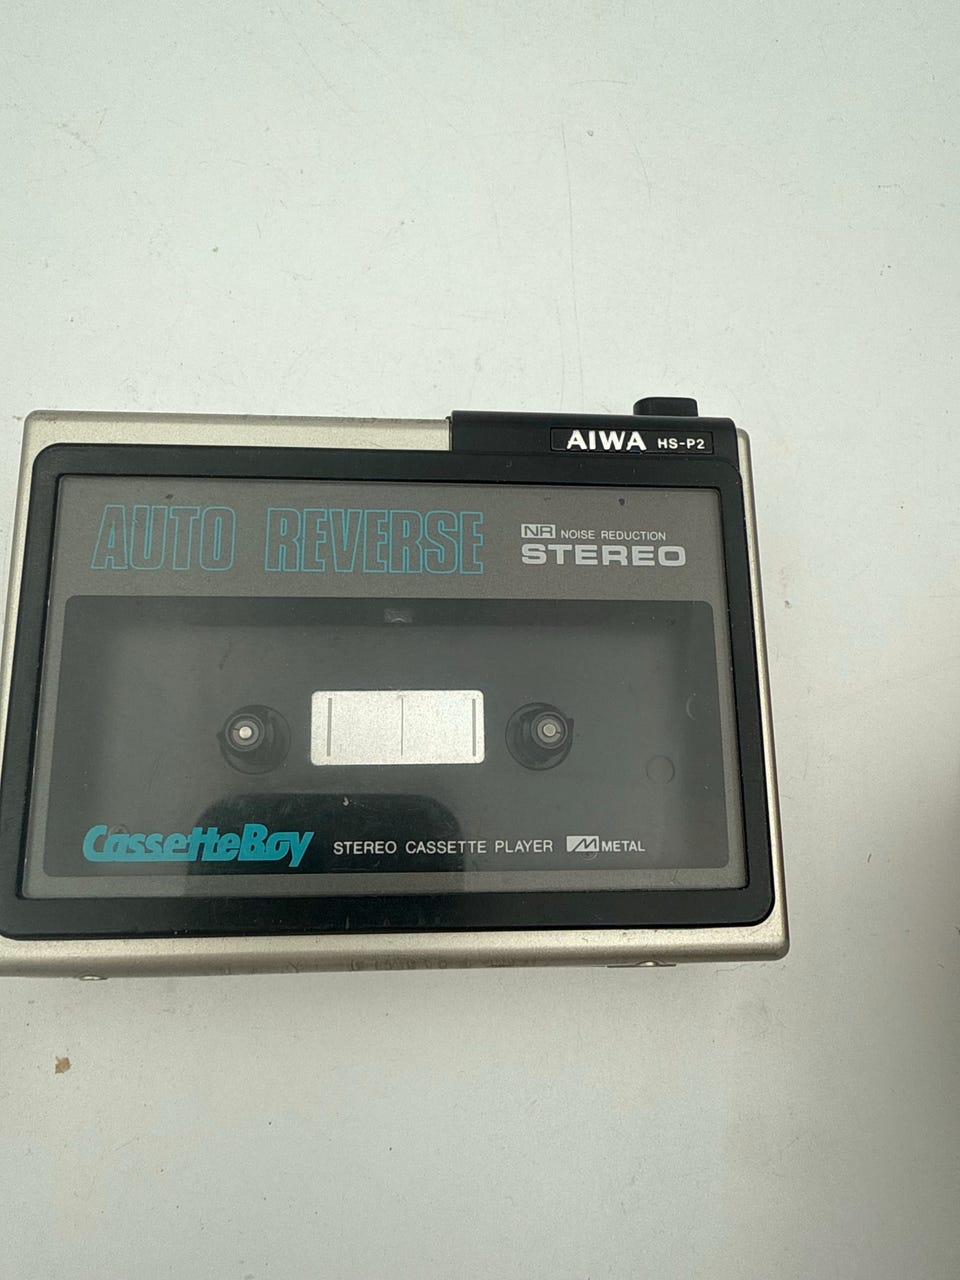 AIWA HS-P2
AUTO REVERSE
NR NOISE REDUCTION
STEREO
CassetteBoy
STEREO CASSETTE PLAYER
M METAL